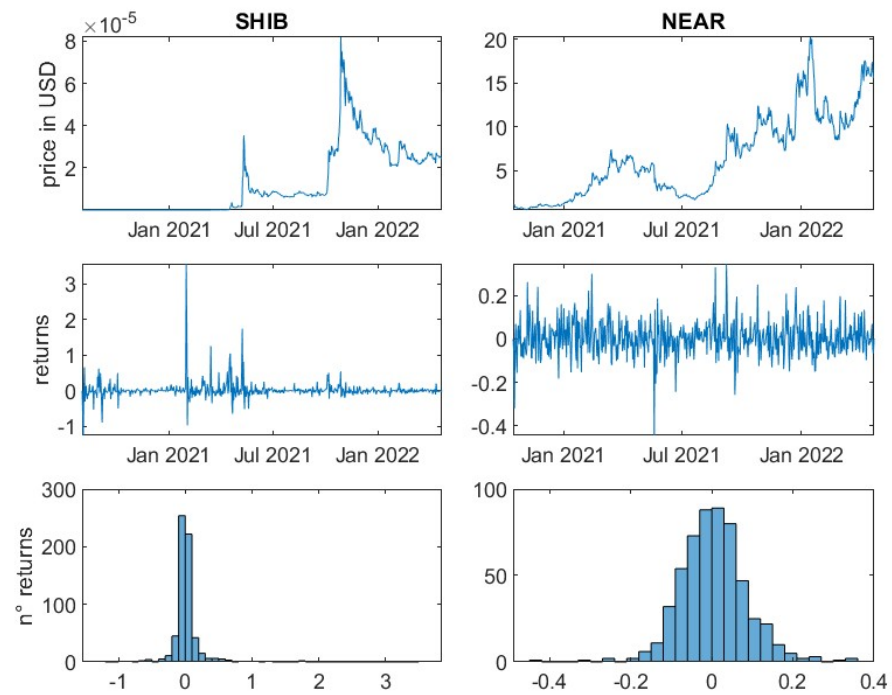 SHIB
×10-5
8
6
4
2
price in USD
Jan 2021 Jul 2021 Jan 2022
NEAR
20
15
10
5
Jan 2021 Jul 2021 Jan 2022
3
2
1
0
-1
returns
Jan 2021 Jul 2021 Jan 2022
0.2
0
-0.2
-0.4
Jan 2021 Jul 2021 Jan 2022
300
200
100
0
n° returns
-1 0 1 2 3
100
50
0
-0.4 -0.2 0 0.2 0.4